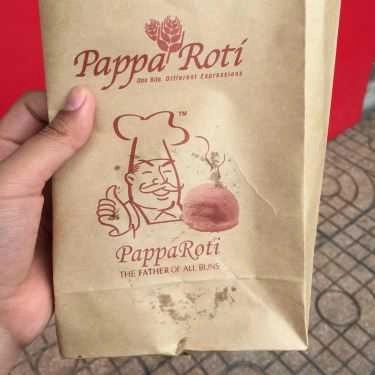 Pappa Roti
One Bite. Different Expressions
TM
PappaRoti
THE FATHER OF ALL BUNS